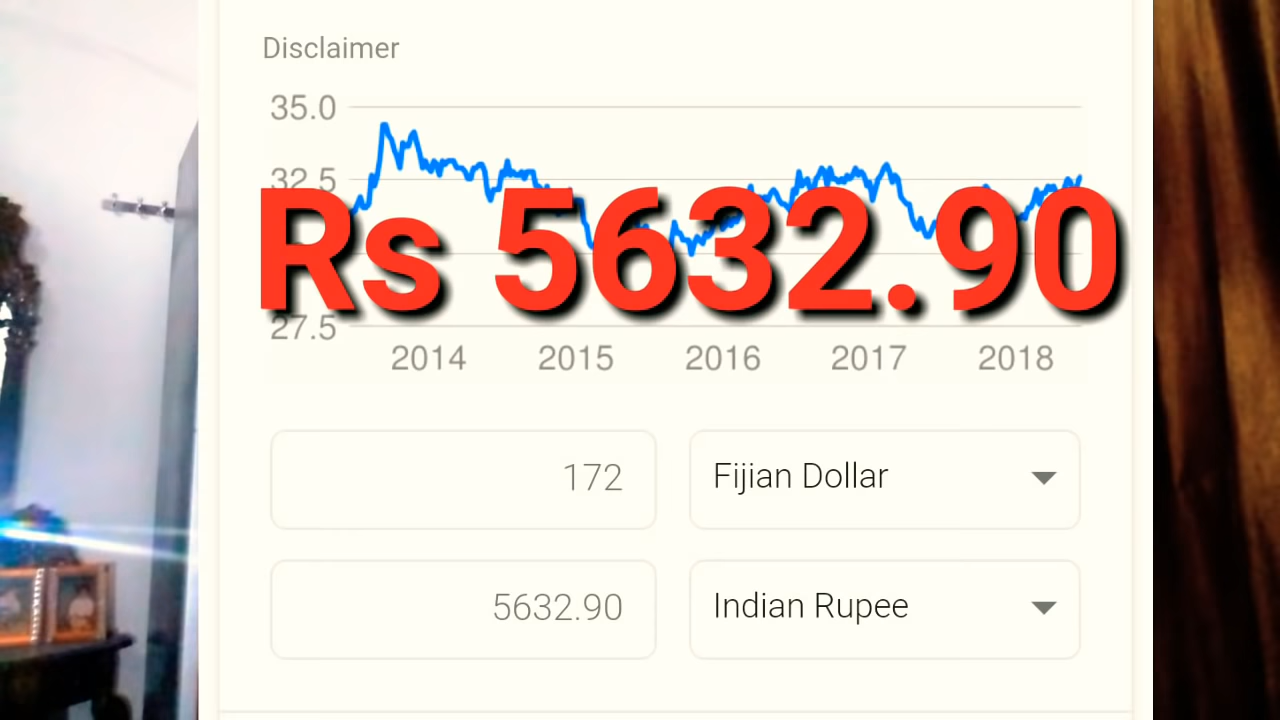 Disclaimer
35.0
32.5
Rs 5632.90
27.5
2014 2015 2016 2017 2018
172 Fijian Dollar
5632.90 Indian Rupee